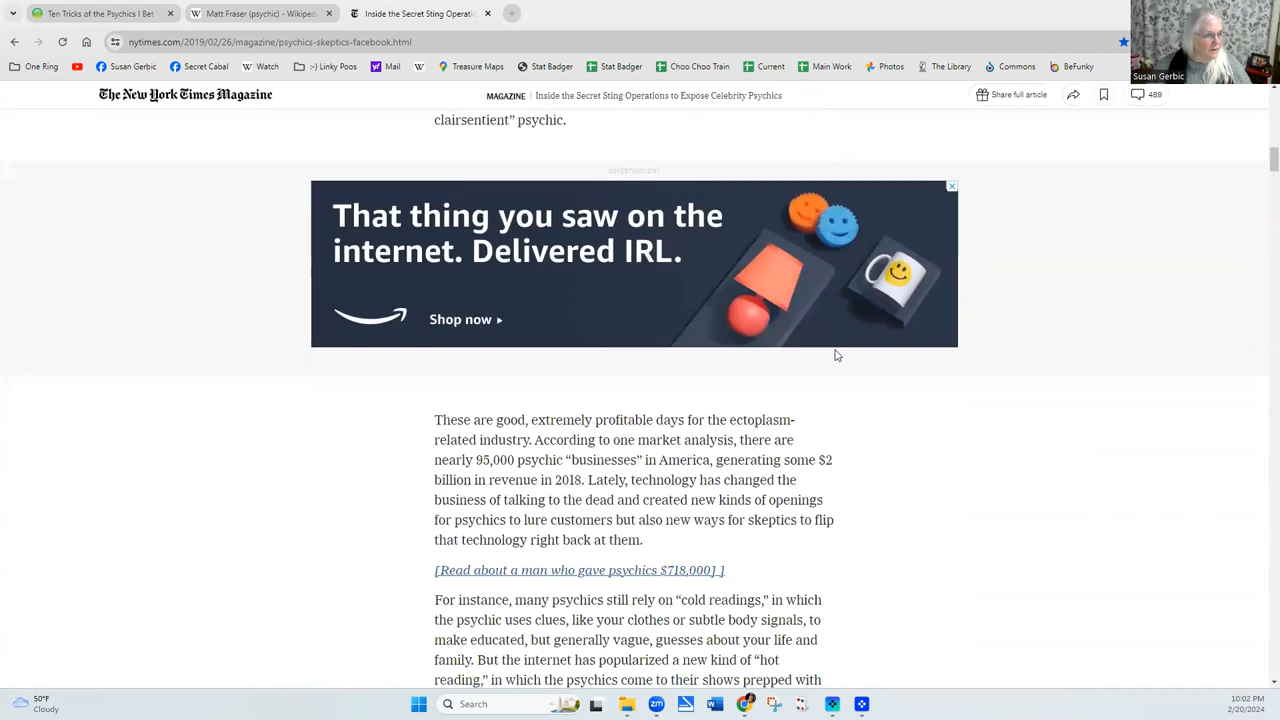 Ten Tricks of the Psychics I Bet
Matt Fraser (psychic) - Wikiped
Inside the Secret Sting Operati
nytimes.com/2019/02/26/magazine/psychics-skeptics-facebook.html
One Ring
Susan Gerbic
Secret Cabal
Watch
:-) Linky Poos
Mail
Treasure Maps
Stat Badger
Stat Badger
Choo Choo Train
Current
Main Work
Photos
The Library
Commons
BeFunky
Susan Gerbic
The New York Times Magazine
MAGAZINE | Inside the Secret Sting Operations to Expose Celebrity Psychics
Share full article
489
clairsentient” psychic.
ADVERTISEMENT
That thing you saw on the
internet. Delivered IRL.
Shop now
These are good, extremely profitable days for the ectoplasm-
related industry. According to one market analysis, there are
nearly 95,000 psychic “businesses” in America, generating some $2
billion in revenue in 2018. Lately, technology has changed the
business of talking to the dead and created new kinds of openings
for psychics to lure customers but also new ways for skeptics to flip
that technology right back at them.
[Read about a man who gave psychics $718,000] ]
For instance, many psychics still rely on “cold readings,” in which
the psychic uses clues, like your clothes or subtle body signals, to
make educated, but generally vague, guesses about your life and
family. But the internet has popularized a new kind of “hot
reading,” in which the psychics come to their shows prepped with
50°F
Cloudy
Search
10:02 PM
2/20/2024